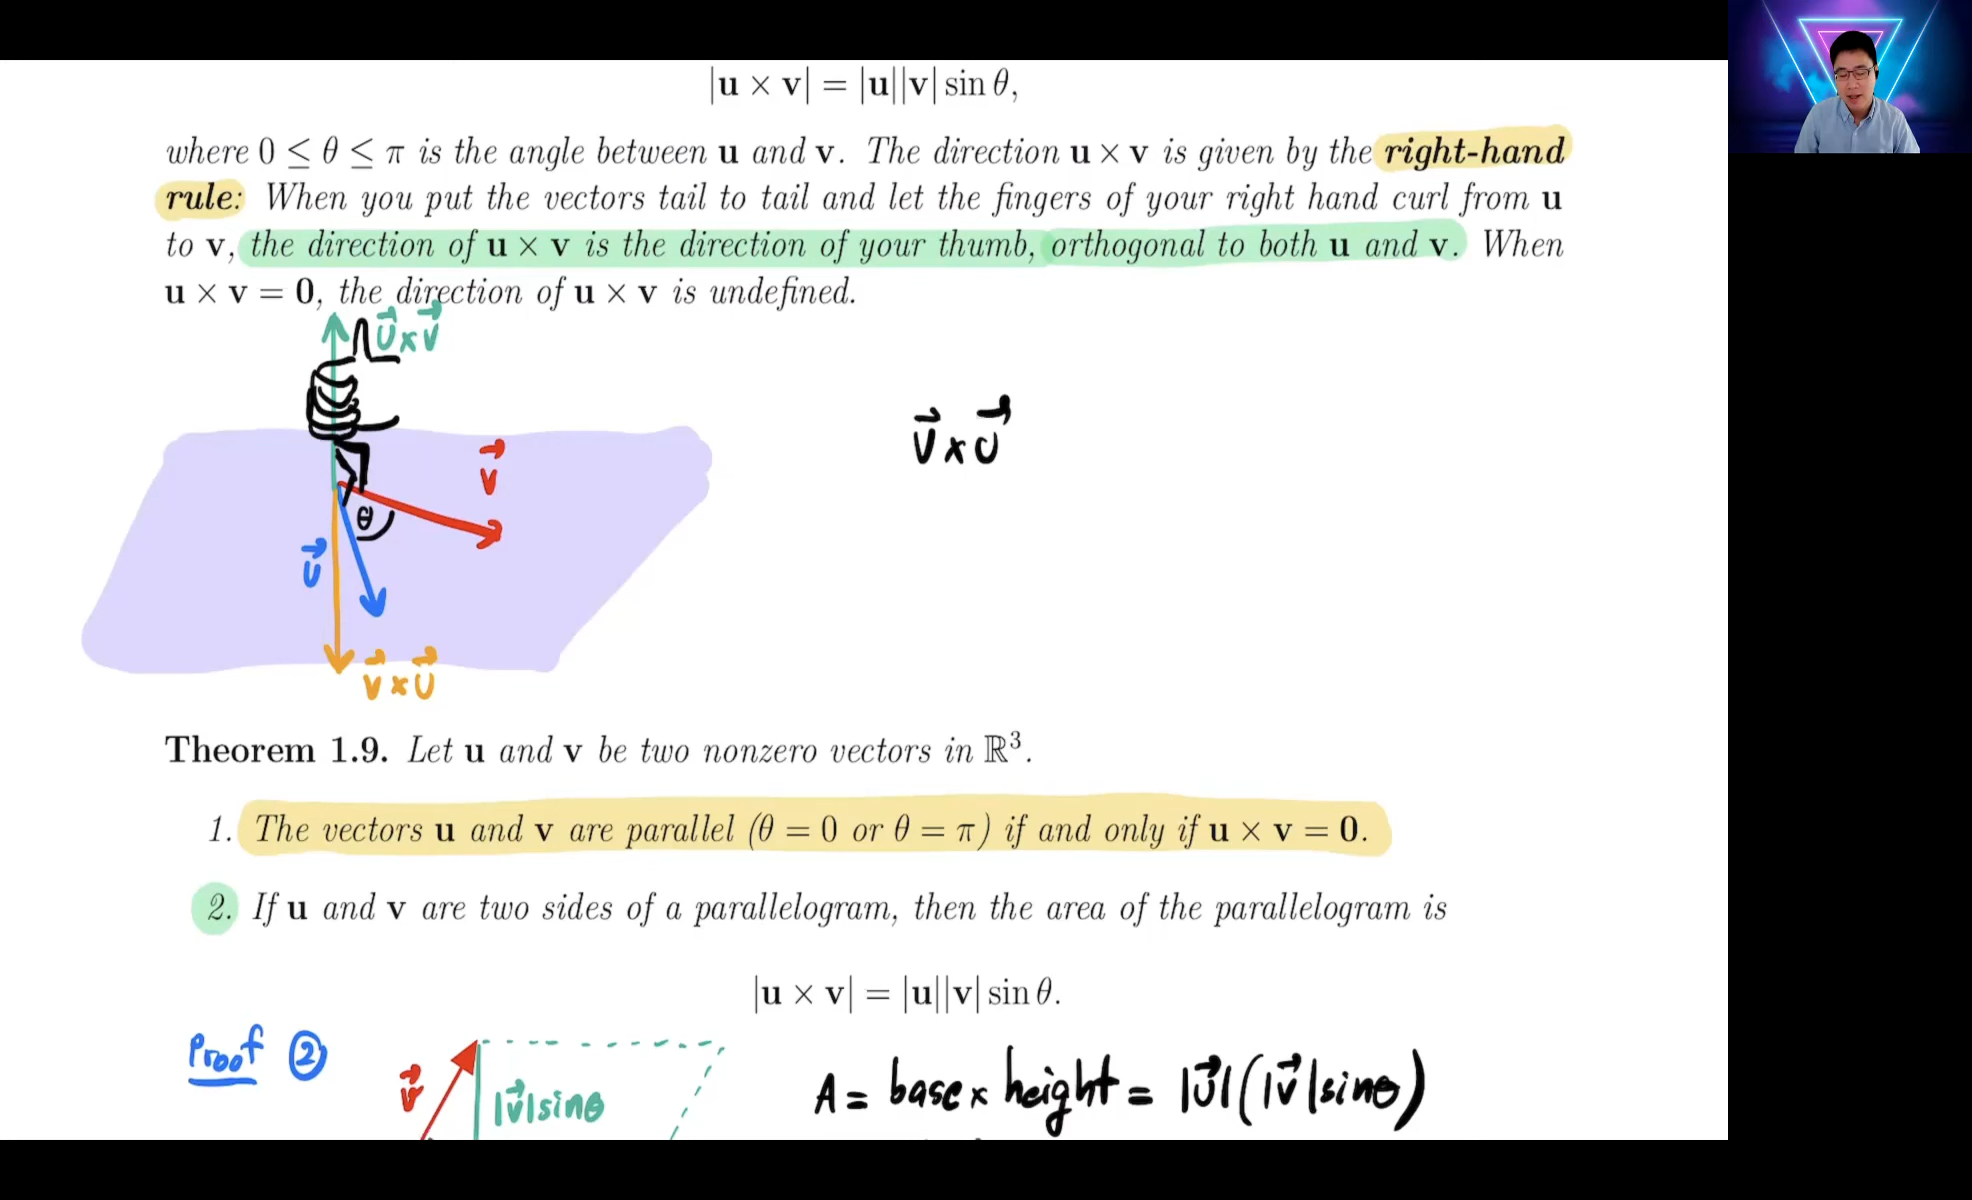 |u × v| = |u||v| sin θ,
where 0 ≤ θ ≤ π is the angle between u and v. The direction u × v is given by the right-hand
rule: When you put the vectors tail to tail and let the fingers of your right hand curl from u
to v, the direction of u × v is the direction of your thumb, orthogonal to both u and v. When
u × v = 0, the direction of u × v is undefined.
u⃗ × v⃗
v⃗ × u⃗
v⃗
θ
u⃗
v⃗ × u⃗
Theorem 1.9. Let u and v be two nonzero vectors in ℝ³.
1. The vectors u and v are parallel (θ = 0 or θ = π) if and only if u × v = 0.
2. If u and v are two sides of a parallelogram, then the area of the parallelogram is
|u × v| = |u||v| sin θ.
Proof ②
v⃗
|v⃗|sinθ
A = base × height = |u⃗|(|v⃗|sinθ)